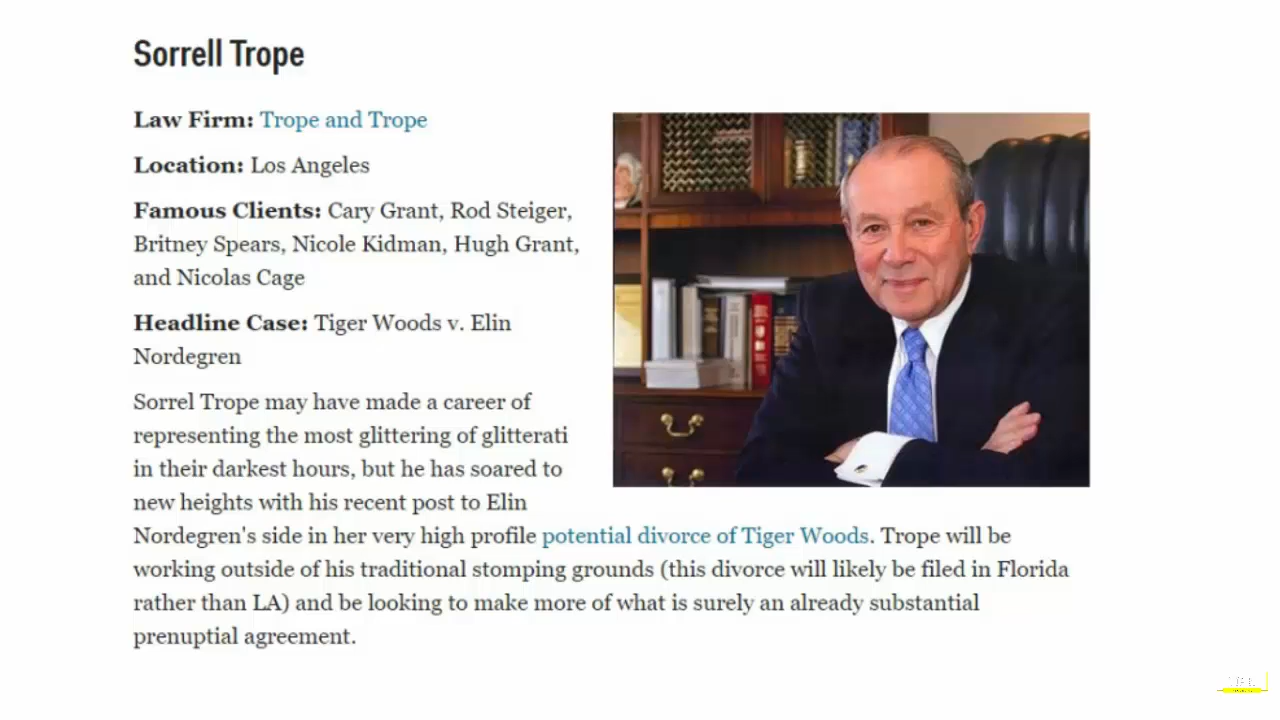 Sorrell Trope
Law Firm: Trope and Trope
Location: Los Angeles
Famous Clients: Cary Grant, Rod Steiger,
Britney Spears, Nicole Kidman, Hugh Grant,
and Nicolas Cage
Headline Case: Tiger Woods v. Elin
Nordegren
Sorrel Trope may have made a career of
representing the most glittering of glitterati
in their darkest hours, but he has soared to
new heights with his recent post to Elin
Nordegren's side in her very high profile potential divorce of Tiger Woods. Trope will be
working outside of his traditional stomping grounds (this divorce will likely be filed in Florida
rather than LA) and be looking to make more of what is surely an already substantial
prenuptial agreement.